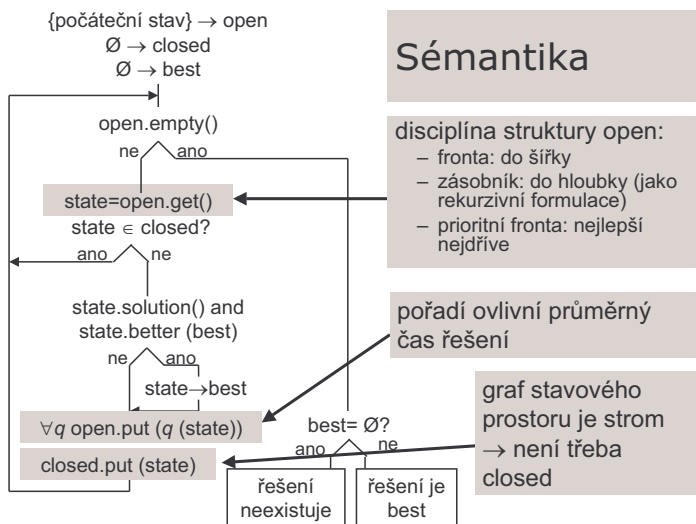 {počáteční stav} → open
Ø → closed
Ø → best
open.empty()
ne
ano
state=open.get()
state ∈ closed?
ano
ne
state.solution() and
state.better (best)
ne
ano
state→best
∀q open.put (q (state))
closed.put (state)
best= Ø?
ano
ne
řešení
neexistuje
řešení je
best
Sémantika
disciplína struktury open:
– fronta: do šířky
– zásobník: do hloubky (jako
rekurzivní formulace)
– prioritní fronta: nejlepší
nejdříve
pořadí ovlivní průměrný
čas řešení
graf stavového
prostoru je strom
→ není třeba
closed